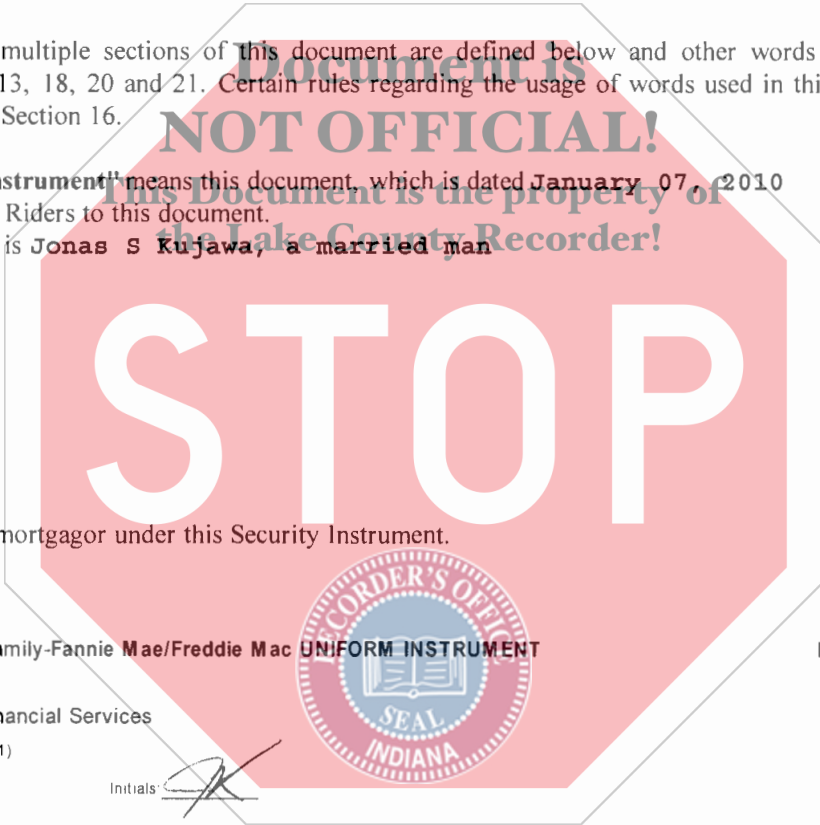 multiple sections of this document are defined below and other words
Document is
13, 18, 20 and 21. Certain rules regarding the usage of words used in thi
Section 16.
NOT OFFICIAL!
strument" means this document, which is dated January 07, 2010
This Document is the property of
Riders to this document.
the Lake County Recorder!
is Jonas S Kujawa, a married man
STOP
mortgagor under this Security Instrument.
RECORDER'S OFFICE
mily-Fannie Mae/Freddie Mac UNIFORM INSTRUMENT
nancial Services
SEAL
INDIANA
Initials
JK